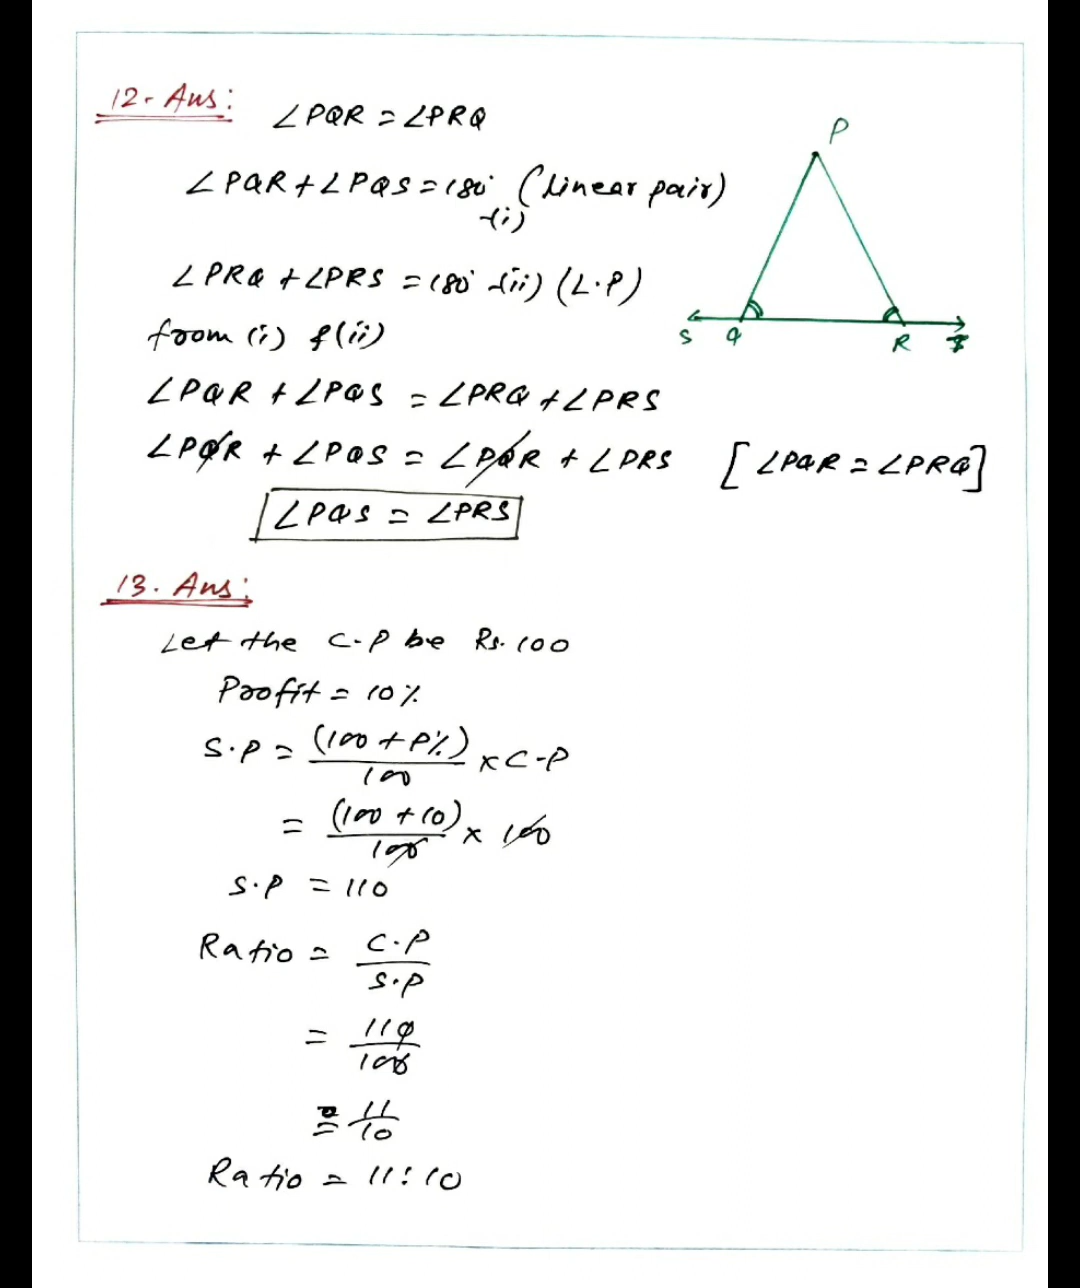 12. Ans:
∠PQR = ∠PRQ
∠PQR + ∠PQS = 180° (Linear pair)
-(i)
∠PRQ + ∠PRS = 180° -(ii) (L.P)
from (i) & (ii)
∠PQR + ∠PQS = ∠PRQ + ∠PRS
∠PQR + ∠PQS = ∠PQR + ∠PRS [∠PQR = ∠PRQ]
∠PQS = ∠PRS
P
S Q R
13. Ans:
Let the C.P be Rs. 100
Profit = 10%
S.P = (100 + P%)/100 × C.P
= (100 + 10)/100 × 100
S.P = 110
Ratio = C.P/S.P
= 110/100
= 11/10
Ratio = 11:10